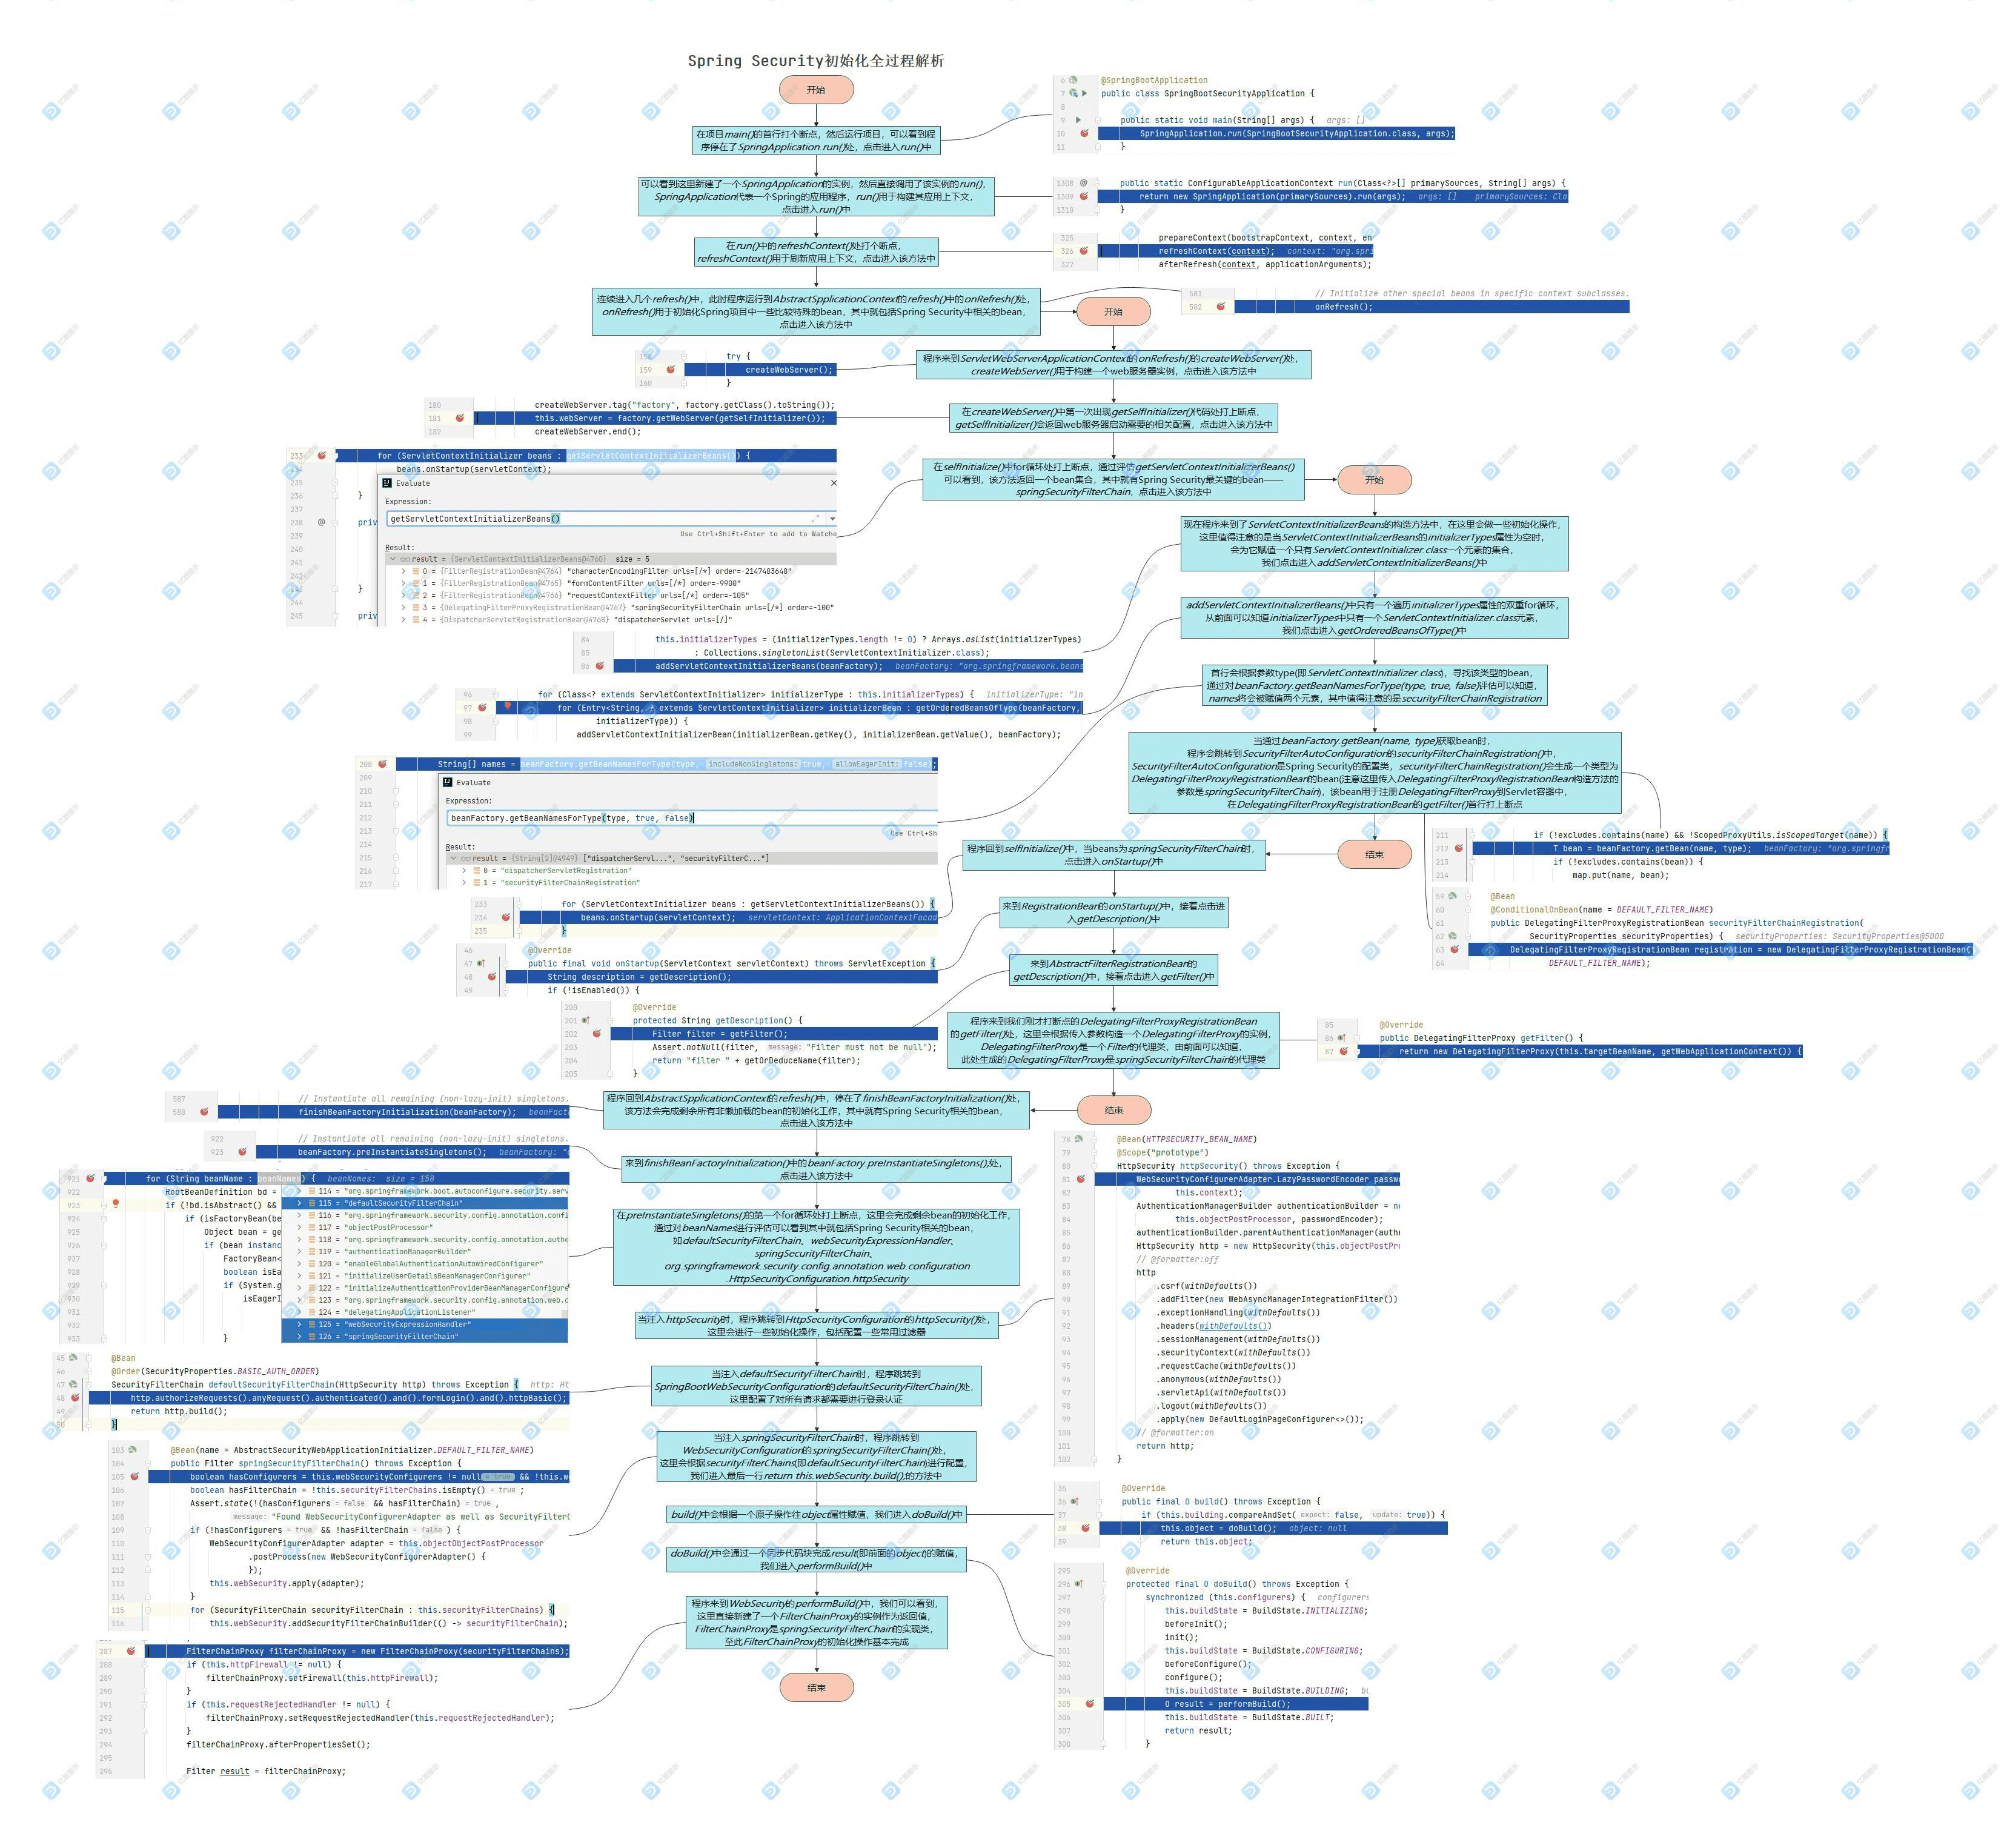 Spring Security初始化全过程解析
开始
在项目main()的首行打个断点，然后运行项目，可以看到程
序停在了SpringApplication.run()处，点击进入run()中
6 @SpringBootApplication
7 public class SpringBootSecurityApplication {
8
9 public static void main(String[] args) { args: []
10 SpringApplication.run(SpringBootSecurityApplication.class, args);
11 }
可以看到这里新建了一个SpringApplication的实例，然后直接调用了该实例的run()，
SpringApplication代表一个Spring的应用程序，run()用于构建其应用上下文，
点击进入run()中
1308 @ public static ConfigurableApplicationContext run(Class<?>[] primarySources, String[] args) {
1309 return new SpringApplication(primarySources).run(args); args: [] primarySources: Cla
1310 }
在run()中的refreshContext()处打个断点，
refreshContext()用于刷新应用上下文，点击进入该方法中
325 prepareContext(bootstrapContext, context, en
326 refreshContext(context); context: "org.spri
327 afterRefresh(context, applicationArguments);
连续进入几个refresh()中，此时程序运行到AbstractSpplicationContext的refresh()中的onRefresh()处，
onRefresh()用于初始化Spring项目中一些比较特殊的bean，其中就包括Spring Security中相关的bean，
点击进入该方法中
开始
581 // Initialize other special beans in specific context subclasses.
582 onRefresh();
程序来到ServletWebServerApplicationContext的onRefresh()的createWebServer()处，
createWebServer()用于构建一个web服务器实例，点击进入该方法中
158 try {
159 createWebServer();
160 }
在createWebServer()中第一次出现getSelfInitializer()代码处打上断点，
getSelfInitializer()会返回web服务器启动需要的相关配置，点击进入该方法中
180 createWebServer.tag("factory", factory.getClass().toString());
181 this.webServer = factory.getWebServer(getSelfInitializer());
182 createWebServer.end();
在selfInitialize()中for循环处打上断点，通过评估getServletContextInitializerBeans()
可以看到，该方法返回一个bean集合，其中就有Spring Security最关键的bean——
springSecurityFilterChain，点击进入该方法中
开始
233 for (ServletContextInitializer beans : getServletContextInitializerBeans()) {
234 beans.onStartup(servletContext);
235
236 }
237
238 @ priv
239
240
241
242
243 }
244
245 priv
Evaluate
Expression:
getServletContextInitializerBeans()
Use Ctrl+Shift+Enter to add to Watche
Result:
result = {ServletContextInitializerBeans@4760} size = 5
0 = {FilterRegistrationBean@4764} "characterEncodingFilter urls=[/*] order=-2147483648"
1 = {FilterRegistrationBean@4765} "formContentFilter urls=[/*] order=-9900"
2 = {FilterRegistrationBean@4766} "requestContextFilter urls=[/*] order=-105"
3 = {DelegatingFilterProxyRegistrationBean@4767} "springSecurityFilterChain urls=[/*] order=-100"
4 = {DispatcherServletRegistrationBean@4768} "dispatcherServlet urls=[/]"
现在程序来到了ServletContextInitializerBeans的构造方法中，在这里会做一些初始化操作，
这里值得注意的是当ServletContextInitializerBeans的initializerTypes属性为空时，
会为它赋值一个只有ServletContextInitializer.class一个元素的集合，
我们点击进入addServletContextInitializerBeans()中
84 this.initializerTypes = (initializerTypes.length != 0) ? Arrays.asList(initializerTypes)
85 : Collections.singletonList(ServletContextInitializer.class);
86 addServletContextInitializerBeans(beanFactory); beanFactory: "org.springframework.beans
addServletContextInitializerBeans()中只有一个遍历initializerTypes属性的双重for循环，
从前面可以知道initializerTypes中只有一个ServletContextInitializer.class元素，
我们点击进入getOrderedBeansOfType()中
96 for (Class<? extends ServletContextInitializer> initializerType : this.initializerTypes) { initializerType: "in
97 for (Entry<String, ? extends ServletContextInitializer> initializerBean : getOrderedBeansOfType(beanFactory,
98 initializerType)) {
99 addServletContextInitializerBean(initializerBean.getKey(), initializerBean.getValue(), beanFactory);
首行会根据参数type(即ServletContextInitializer.class)，寻找该类型的bean，
通过对beanFactory.getBeanNamesForType(type, true, false)评估可以知道，
names将会被赋值两个元素，其中值得注意的是securityFilterChainRegistration
208 String[] names = beanFactory.getBeanNamesForType(type, includeNonSingletons: true, allowEagerInit: false);
209
210
211
212
213
214
215
216
217
Evaluate
Expression:
beanFactory.getBeanNamesForType(type, true, false)
Use Ctrl+Sh
Result:
result = {String[2]@4949} ["dispatcherServl...", "securityFilterC..."]
0 = "dispatcherServletRegistration"
1 = "securityFilterChainRegistration"
当通过beanFactory.getBean(name, type)获取bean时，
程序会跳转到SecurityFilterAutoConfiguration的securityFilterChainRegistration()中，
SecurityFilterAutoConfiguration是Spring Security的配置类，securityFilterChainRegistration()会生成一个类型为
DelegatingFilterProxyRegistrationBean的bean(注意这里传入DelegatingFilterProxyRegistrationBean构造方法的
参数是springSecurityFilterChain)，该bean用于注册DelegatingFilterProxy到Servlet容器中，
在DelegatingFilterProxyRegistrationBean的getFilter()首行打上断点
211 if (!excludes.contains(name) && !ScopedProxyUtils.isScopedTarget(name)) {
212 T bean = beanFactory.getBean(name, type); beanFactory: "org.springfr
213 if (!excludes.contains(bean)) {
214 map.put(name, bean);
59 @Bean
60 @ConditionalOnBean(name = DEFAULT_FILTER_NAME)
61 public DelegatingFilterProxyRegistrationBean securityFilterChainRegistration(
62 SecurityProperties securityProperties) { securityProperties: SecurityProperties@5000
63 DelegatingFilterProxyRegistrationBean registration = new DelegatingFilterProxyRegistrationBean(
64 DEFAULT_FILTER_NAME);
结束
程序回到selfInitialize()中，当beans为springSecurityFilterChain时，
点击进入onStartup()中
233 for (ServletContextInitializer beans : getServletContextInitializerBeans()) {
234 beans.onStartup(servletContext); servletContext: ApplicationContextFacad
235 }
来到RegistrationBean的onStartup()中，接着点击进
入getDescription()中
46 @Override
47 public final void onStartup(ServletContext servletContext) throws ServletException {
48 String description = getDescription();
49 if (!isEnabled()) {
来到AbstractFilterRegistrationBean的
getDescription()中，接着点击进入getFilter()中
200 @Override
201 protected String getDescription() {
202 Filter filter = getFilter();
203 Assert.notNull(filter, message: "Filter must not be null");
204 return "filter " + getOrDeduceName(filter);
205 }
程序来到我们刚才打断点的DelegatingFilterProxyRegistrationBean
的getFilter()处，这里会根据传入参数构造一个DelegatingFilterProxy的实例，
DelegatingFilterProxy是一个Filter的代理类，由前面可以知道，
此处生成的DelegatingFilterProxy是springSecurityFilterChain的代理类
85 @Override
86 public DelegatingFilterProxy getFilter() {
87 return new DelegatingFilterProxy(this.targetBeanName, getWebApplicationContext()) {
结束
程序回到AbstractSpplicationContext的refresh()中，停在了finishBeanFactoryInitialization()处，
该方法会完成剩余所有非懒加载的bean的初始化工作，其中就有Spring Security相关的bean，
点击进入该方法中
587 // Instantiate all remaining (non-lazy-init) singletons.
588 finishBeanFactoryInitialization(beanFactory); beanFact
来到finishBeanFactoryInitialization()中的beanFactory.preInstantiateSingletons();处，
点击进入该方法中
922 // Instantiate all remaining (non-lazy-init) singletons.
923 beanFactory.preInstantiateSingletons(); beanFactory: "o
在preInstantiateSingletons()的第一个for循环处打上断点，这里会完成剩余bean的初始化工作，
通过对beanNames进行评估可以看到其中就包括Spring Security相关的bean，
如defaultSecurityFilterChain、webSecurityExpressionHandler、
springSecurityFilterChain、
org.springframework.security.config.annotation.web.configuration
.HttpSecurityConfiguration.httpSecurity
921 for (String beanName : beanNames) { beanNames: size = 158
922 RootBeanDefinition bd =
923 if (!bd.isAbstract() &&
924 if (isFactoryBean(be
925 Object bean = ge
926 if (bean instanc
927 FactoryBean<
928 boolean isEa
929 if (System.g
930 isEagerI
931
932
933 }
114 = "org.springframework.boot.autoconfigure.security.serv
115 = "defaultSecurityFilterChain"
116 = "org.springframework.security.config.annotation.confi
117 = "objectPostProcessor"
118 = "org.springframework.security.config.annotation.authe
119 = "authenticationManagerBuilder"
120 = "enableGlobalAuthenticationAutowiredConfigurer"
121 = "initializeUserDetailsBeanManagerConfigurer"
122 = "initializeAuthenticationProviderBeanManagerConfigure
123 = "org.springframework.security.config.annotation.web.c
124 = "delegatingApplicationListener"
125 = "webSecurityExpressionHandler"
126 = "springSecurityFilterChain"
当注入httpSecurity时，程序跳转到HttpSecurityConfiguration的httpSecurity()处，
这里会进行一些初始化操作，包括配置一些常用过滤器
78 @Bean(HTTPSECURITY_BEAN_NAME)
79 @Scope("prototype")
80 HttpSecurity httpSecurity() throws Exception {
81 WebSecurityConfigurerAdapter.LazyPasswordEncoder passw
82 this.context);
83 AuthenticationManagerBuilder authenticationBuilder = ne
84 this.objectPostProcessor, passwordEncoder);
85 authenticationBuilder.parentAuthenticationManager(authe
86 HttpSecurity http = new HttpSecurity(this.objectPostPr
87 // @formatter:off
88 http
89 .csrf(withDefaults())
90 .addFilter(new WebAsyncManagerIntegrationFilter())
91 .exceptionHandling(withDefaults())
92 .headers(withDefaults())
93 .sessionManagement(withDefaults())
94 .securityContext(withDefaults())
95 .requestCache(withDefaults())
96 .anonymous(withDefaults())
97 .servletApi(withDefaults())
98 .logout(withDefaults())
99 .apply(new DefaultLoginPageConfigurer<>());
100 // @formatter:on
101 return http;
102 }
当注入defaultSecurityFilterChain时，程序跳转到
SpringBootWebSecurityConfiguration的defaultSecurityFilterChain()处，
这里配置了对所有请求都需要进行登录认证
45 @Bean
46 @Order(SecurityProperties.BASIC_AUTH_ORDER)
47 SecurityFilterChain defaultSecurityFilterChain(HttpSecurity http) throws Exception { http: Ht
48 http.authorizeRequests().anyRequest().authenticated().and().formLogin().and().httpBasic();
49 return http.build();
50 }
当注入springSecurityFilterChain时，程序跳转到
WebSecurityConfiguration的springSecurityFilterChain()处，
这里会根据securityFilterChains(即defaultSecurityFilterChain)进行配置，
我们进入最后一行return this.webSecurity.build();的方法中
103 @Bean(name = AbstractSecurityWebApplicationInitializer.DEFAULT_FILTER_NAME)
104 public Filter springSecurityFilterChain() throws Exception {
105 boolean hasConfigurers = this.webSecurityConfigurers != null = true && !this.w
106 boolean hasFilterChain = !this.securityFilterChains.isEmpty() = true ;
107 Assert.state(!(hasConfigurers = false && hasFilterChain) = true ,
108 message: "Found WebSecurityConfigurerAdapter as well as SecurityFilter
109 if (!hasConfigurers = true && !hasFilterChain = false ) {
110 WebSecurityConfigurerAdapter adapter = this.objectObjectPostProcessor
111 .postProcess(new WebSecurityConfigurerAdapter() {
112 });
113 this.webSecurity.apply(adapter);
114 }
115 for (SecurityFilterChain securityFilterChain : this.securityFilterChains) {
116 this.webSecurity.addSecurityFilterChainBuilder(() -> securityFilterChain);
build()中会根据一个原子操作往object属性赋值，我们进入doBuild()中
35 @Override
36 public final O build() throws Exception {
37 if (this.building.compareAndSet( expect: false, update: true)) {
38 this.object = doBuild(); object: null
39 return this.object;
doBuild()中会通过一个同步代码块完成result(即前面的object)的赋值，
我们进入performBuild()中
295 @Override
296 protected final O doBuild() throws Exception {
297 synchronized (this.configurers) { configurers
298 this.buildState = BuildState.INITIALIZING;
299 beforeInit();
300 init();
301 this.buildState = BuildState.CONFIGURING;
302 beforeConfigure();
303 configure();
304 this.buildState = BuildState.BUILDING; bu
305 O result = performBuild();
306 this.buildState = BuildState.BUILT;
307 return result;
308 }
程序来到WebSecurity的performBuild()中，我们可以看到，
这里直接新建了一个FilterChainProxy的实例作为返回值，
FilterChainProxy是springSecurityFilterChain的实现类，
至此FilterChainProxy的初始化操作基本完成
287 FilterChainProxy filterChainProxy = new FilterChainProxy(securityFilterChains);
288 if (this.httpFirewall != null) {
289 filterChainProxy.setFirewall(this.httpFirewall);
290 }
291 if (this.requestRejectedHandler != null) {
292 filterChainProxy.setRequestRejectedHandler(this.requestRejectedHandler);
293 }
294 filterChainProxy.afterPropertiesSet();
295
296 Filter result = filterChainProxy;
结束